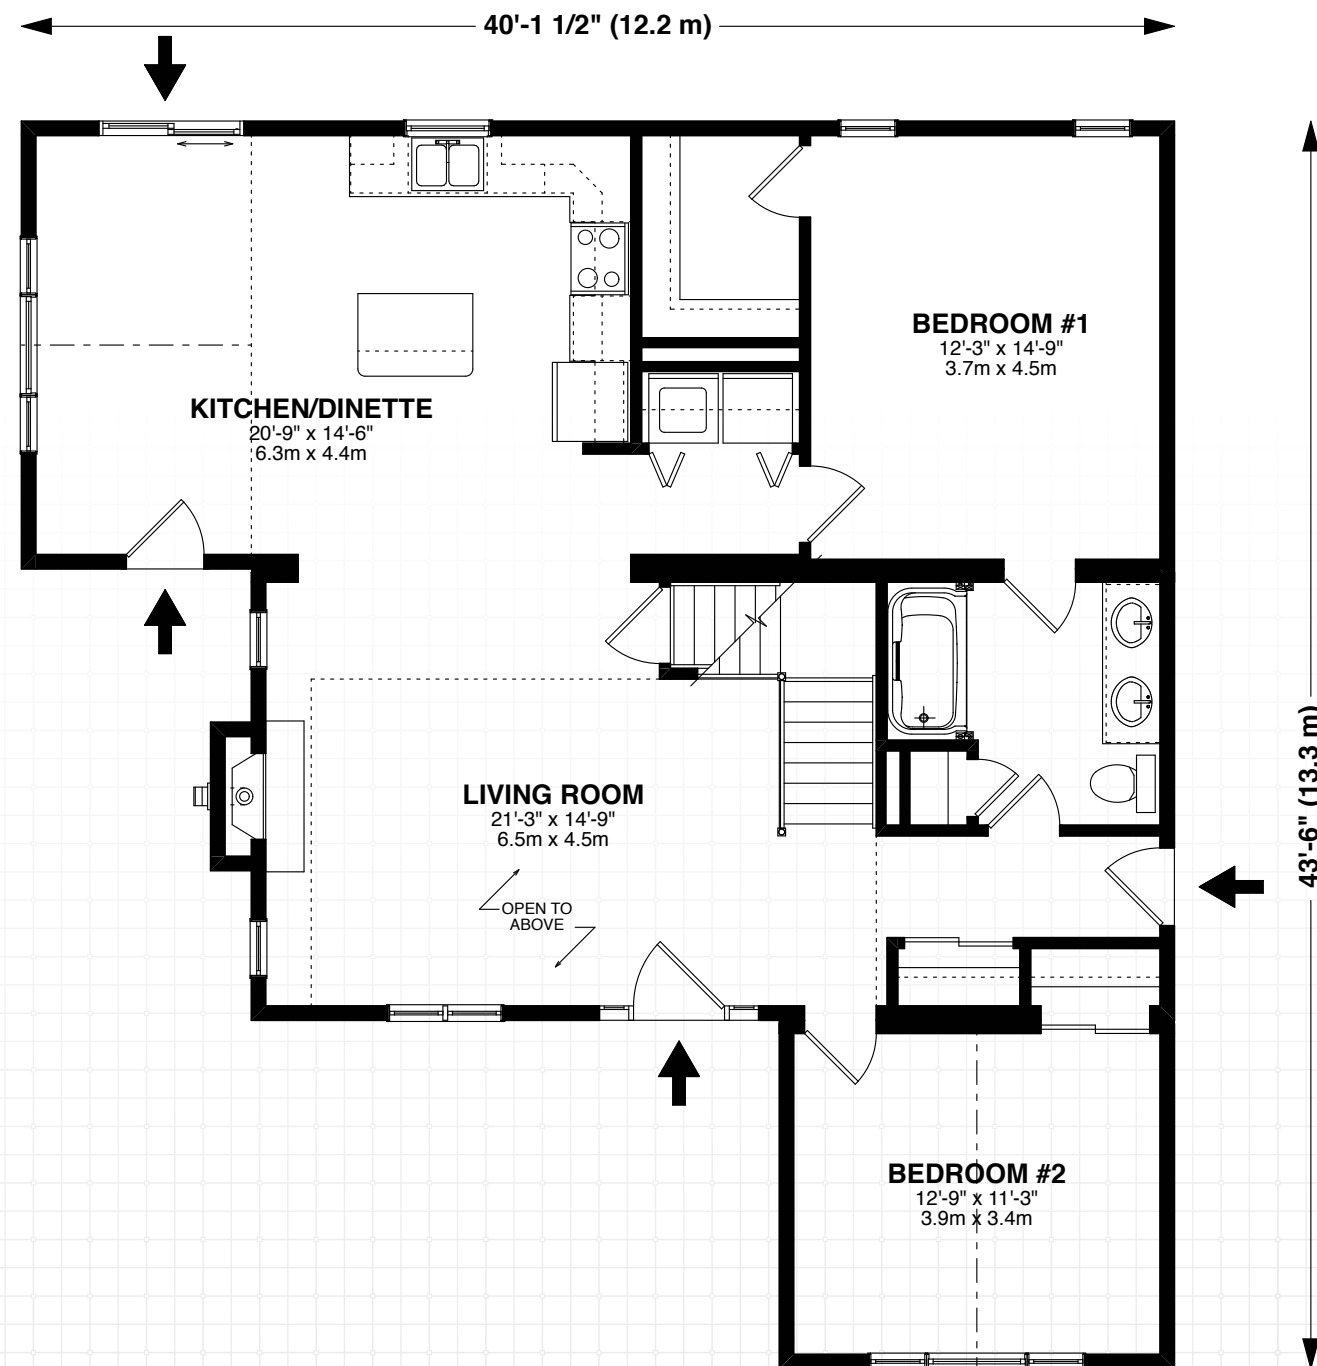 40'-1 1/2" (12.2 m)
BEDROOM #1
12'-3" x 14'-9"
3.7m x 4.5m
KITCHEN/DINETTE
20'-9" x 14'-6"
6.3m x 4.4m
43'-6" (13.3 m)
LIVING ROOM
21'-3" x 14'-9"
6.5m x 4.5m
OPEN TO
ABOVE
BEDROOM #2
12'-9" x 11'-3"
3.9m x 3.4m